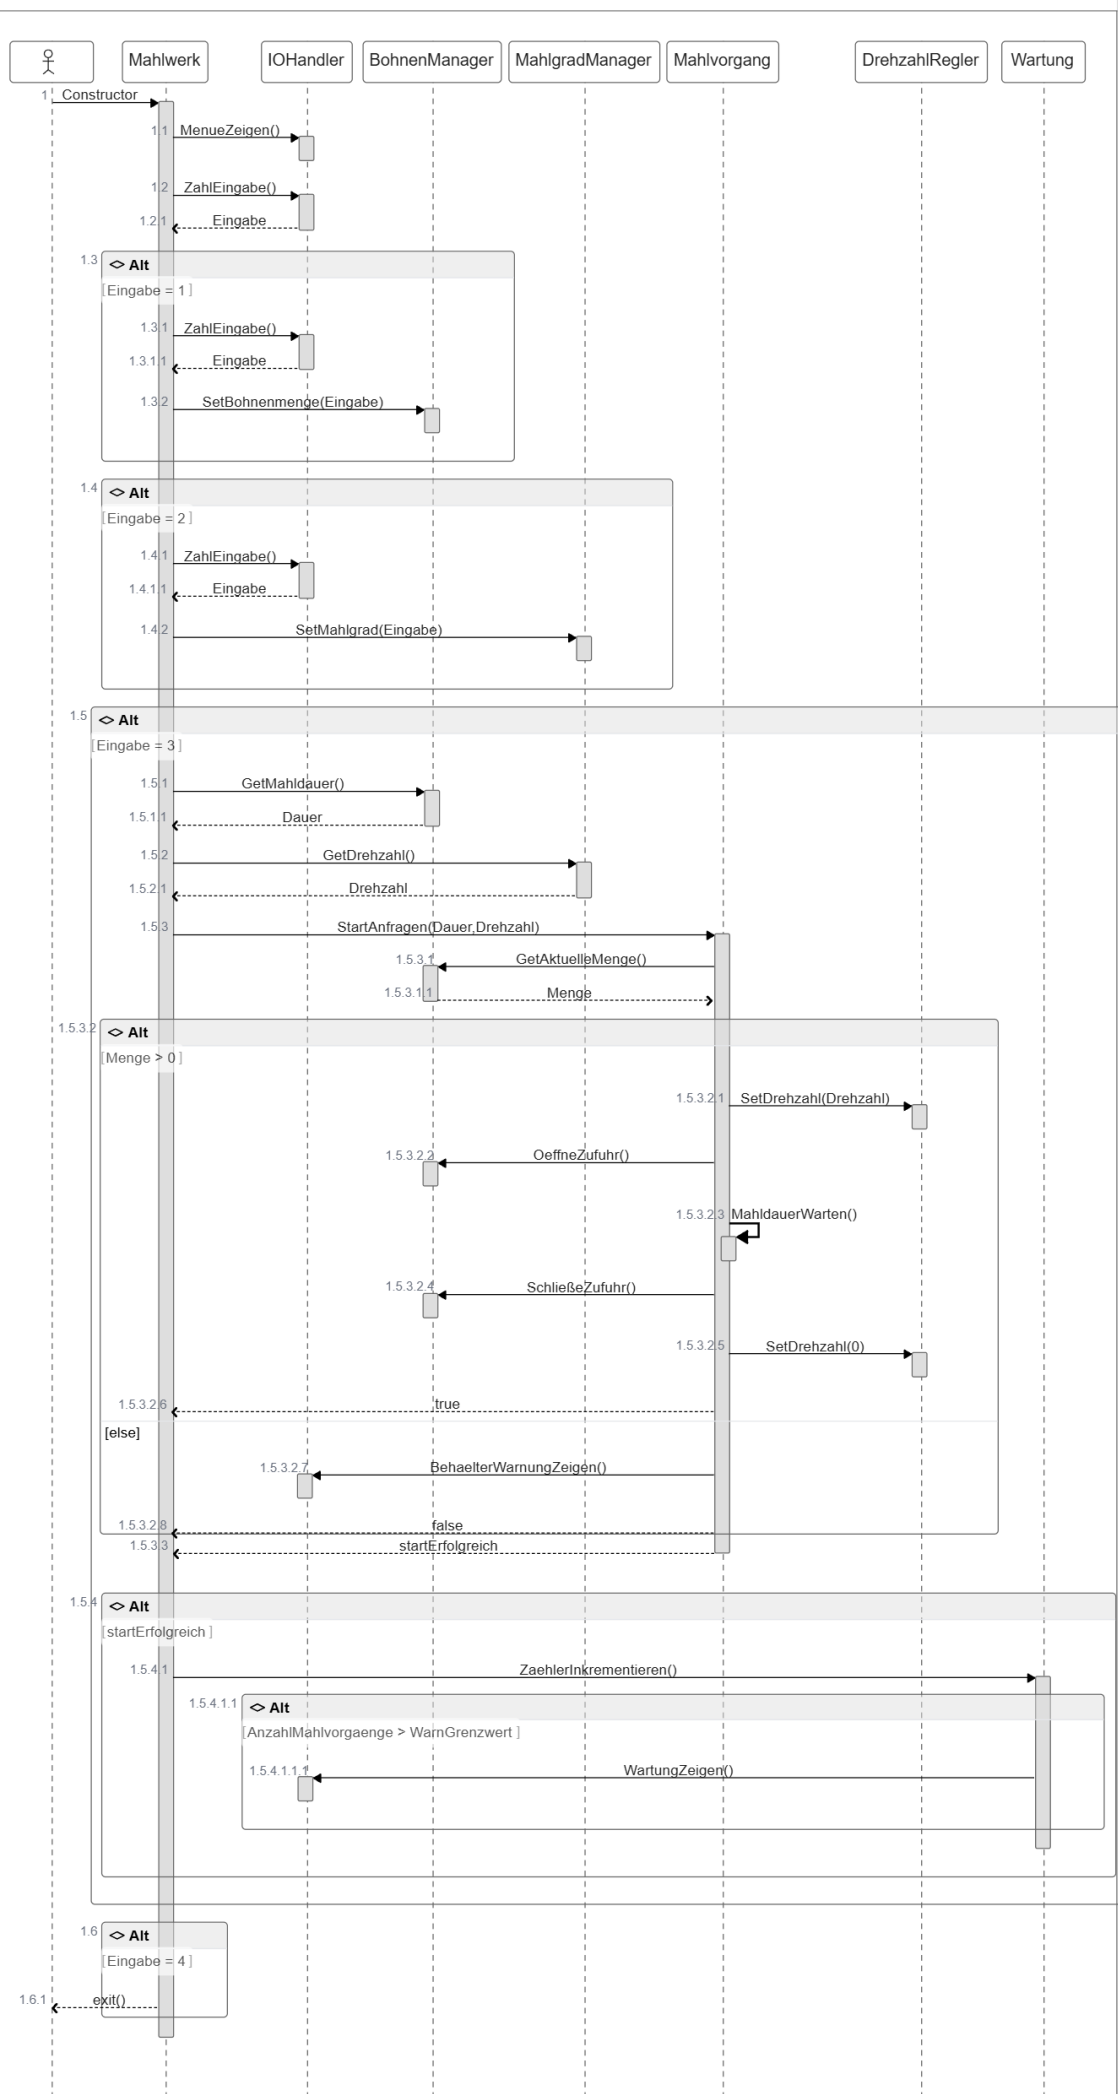 Mahlwerk IOHandler BohnenManager MahlgradManager Mahlvorgang DrehzahlRegler Wartung
1 Constructor
1.1 MenueZeigen()
1.2 ZahlEingabe()
1.2.1 Eingabe
1.3 Alt
[Eingabe = 1 ]
1.3.1 ZahlEingabe()
1.3.1.1 Eingabe
1.3.2 SetBohnenmenge(Eingabe)
1.4 Alt
[Eingabe = 2 ]
1.4.1 ZahlEingabe()
1.4.1.1 Eingabe
1.4.2 SetMahlgrad(Eingabe)
1.5 Alt
[Eingabe = 3 ]
1.5.1 GetMahldauer()
1.5.1.1 Dauer
1.5.2 GetDrehzahl()
1.5.2.1 Drehzahl
1.5.3 StartAnfragen(Dauer,Drehzahl)
1.5.3.1 GetAktuelleMenge()
1.5.3.1.1 Menge
1.5.3.2 Alt
[Menge > 0 ]
1.5.3.2.1 SetDrehzahl(Drehzahl)
1.5.3.2.2 OeffneZufuhr()
1.5.3.2.3 MahldauerWarten()
1.5.3.2.4 SchließeZufuhr()
1.5.3.2.5 SetDrehzahl(0)
1.5.3.2.6 true
[else]
1.5.3.2.7 BehaelterWarnungZeigen()
1.5.3.2.8 false
1.5.3.3 startErfolgreich
1.5.4 Alt
[startErfolgreich ]
1.5.4.1 ZaehlerInkrementieren()
1.5.4.1.1 Alt
[AnzahlMahlvorgaenge > WarnGrenzwert ]
1.5.4.1.1.1 WartungZeigen()
1.6 Alt
[Eingabe = 4 ]
1.6.1 exit()